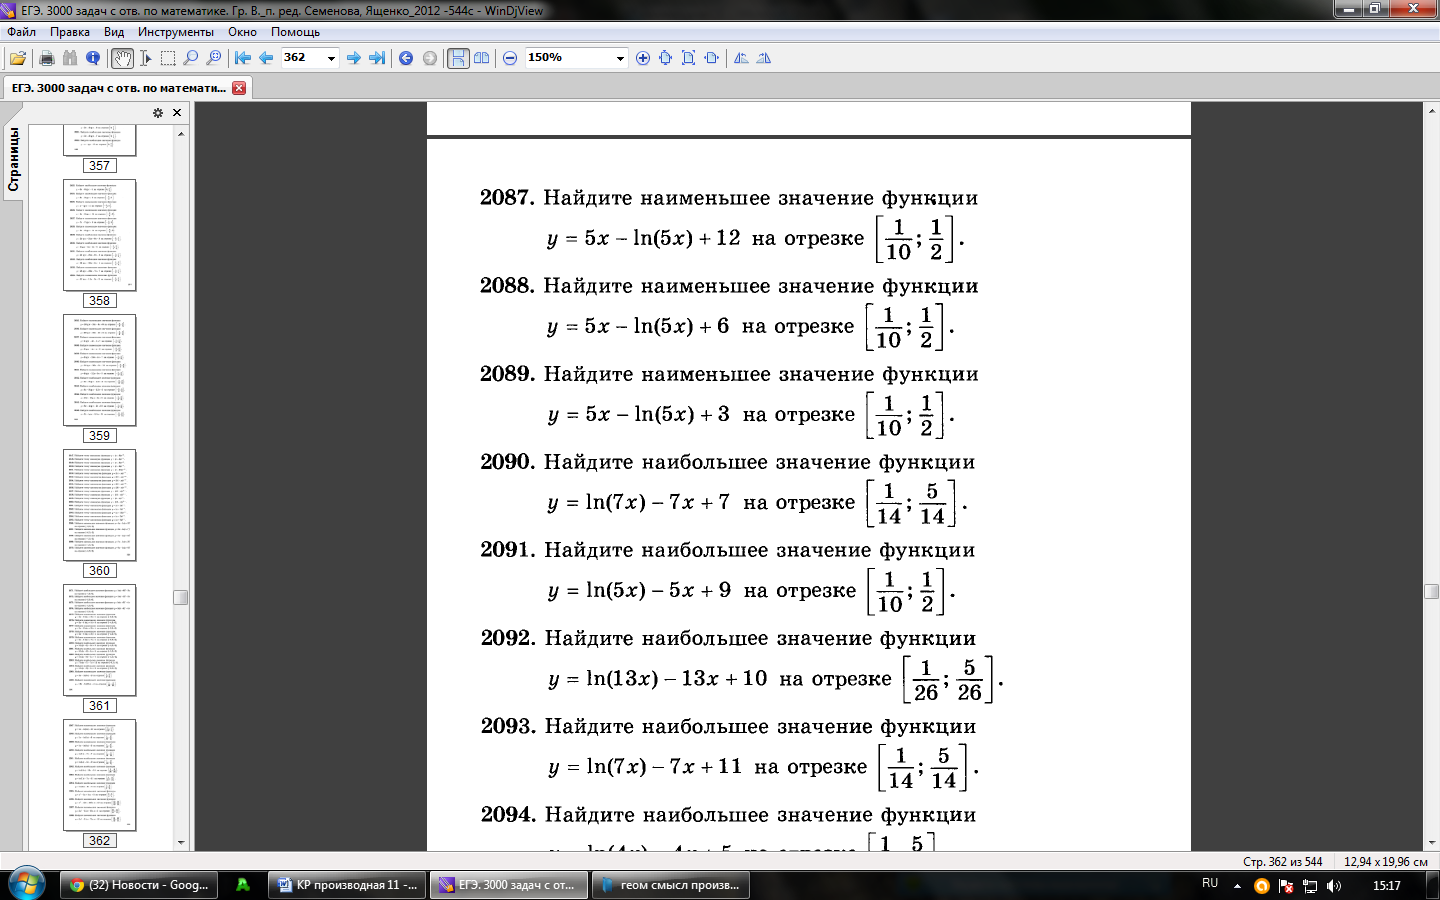 ЕГЭ. 3000 задач с отв. по математике. Гр. В._п. ред. Семенова, Ященко_2012 -544с - WinDjView
Файл Правка Вид Инструменты Окно Помощь
362 150%
ЕГЭ. 3000 задач с отв. по математи...
Страницы
357
358
359
360
361
362
2087. Найдите наименьшее значение функции
y = 5x − ln(5x) + 12 на отрезке [1/10; 1/2].
2088. Найдите наименьшее значение функции
y = 5x − ln(5x) + 6 на отрезке [1/10; 1/2].
2089. Найдите наименьшее значение функции
y = 5x − ln(5x) + 3 на отрезке [1/10; 1/2].
2090. Найдите наибольшее значение функции
y = ln(7x) − 7x + 7 на отрезке [1/14; 5/14].
2091. Найдите наибольшее значение функции
y = ln(5x) − 5x + 9 на отрезке [1/10; 1/2].
2092. Найдите наибольшее значение функции
y = ln(13x) − 13x + 10 на отрезке [1/26; 5/26].
2093. Найдите наибольшее значение функции
y = ln(7x) − 7x + 11 на отрезке [1/14; 5/14].
2094. Найдите наибольшее значение функции
Стр. 362 из 544 12,94 x 19,96 см
(32) Новости - Goog... КР производная 11 -... ЕГЭ. 3000 задач с от... геом смысл произв... RU 15:17